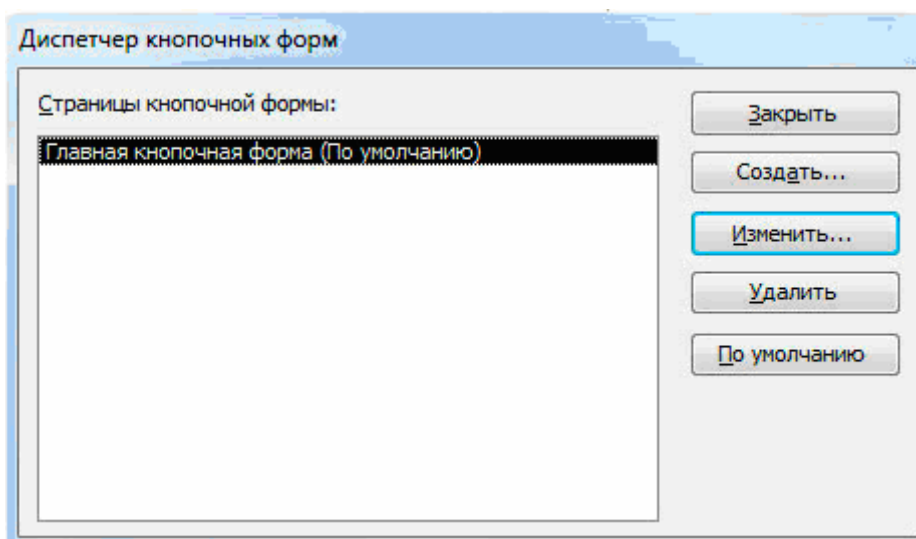 Диспетчер кнопочных форм
Страницы кнопочной формы:
Главная кнопочная форма (По умолчанию)
Закрыть
Создать...
Изменить...
Удалить
По умолчанию